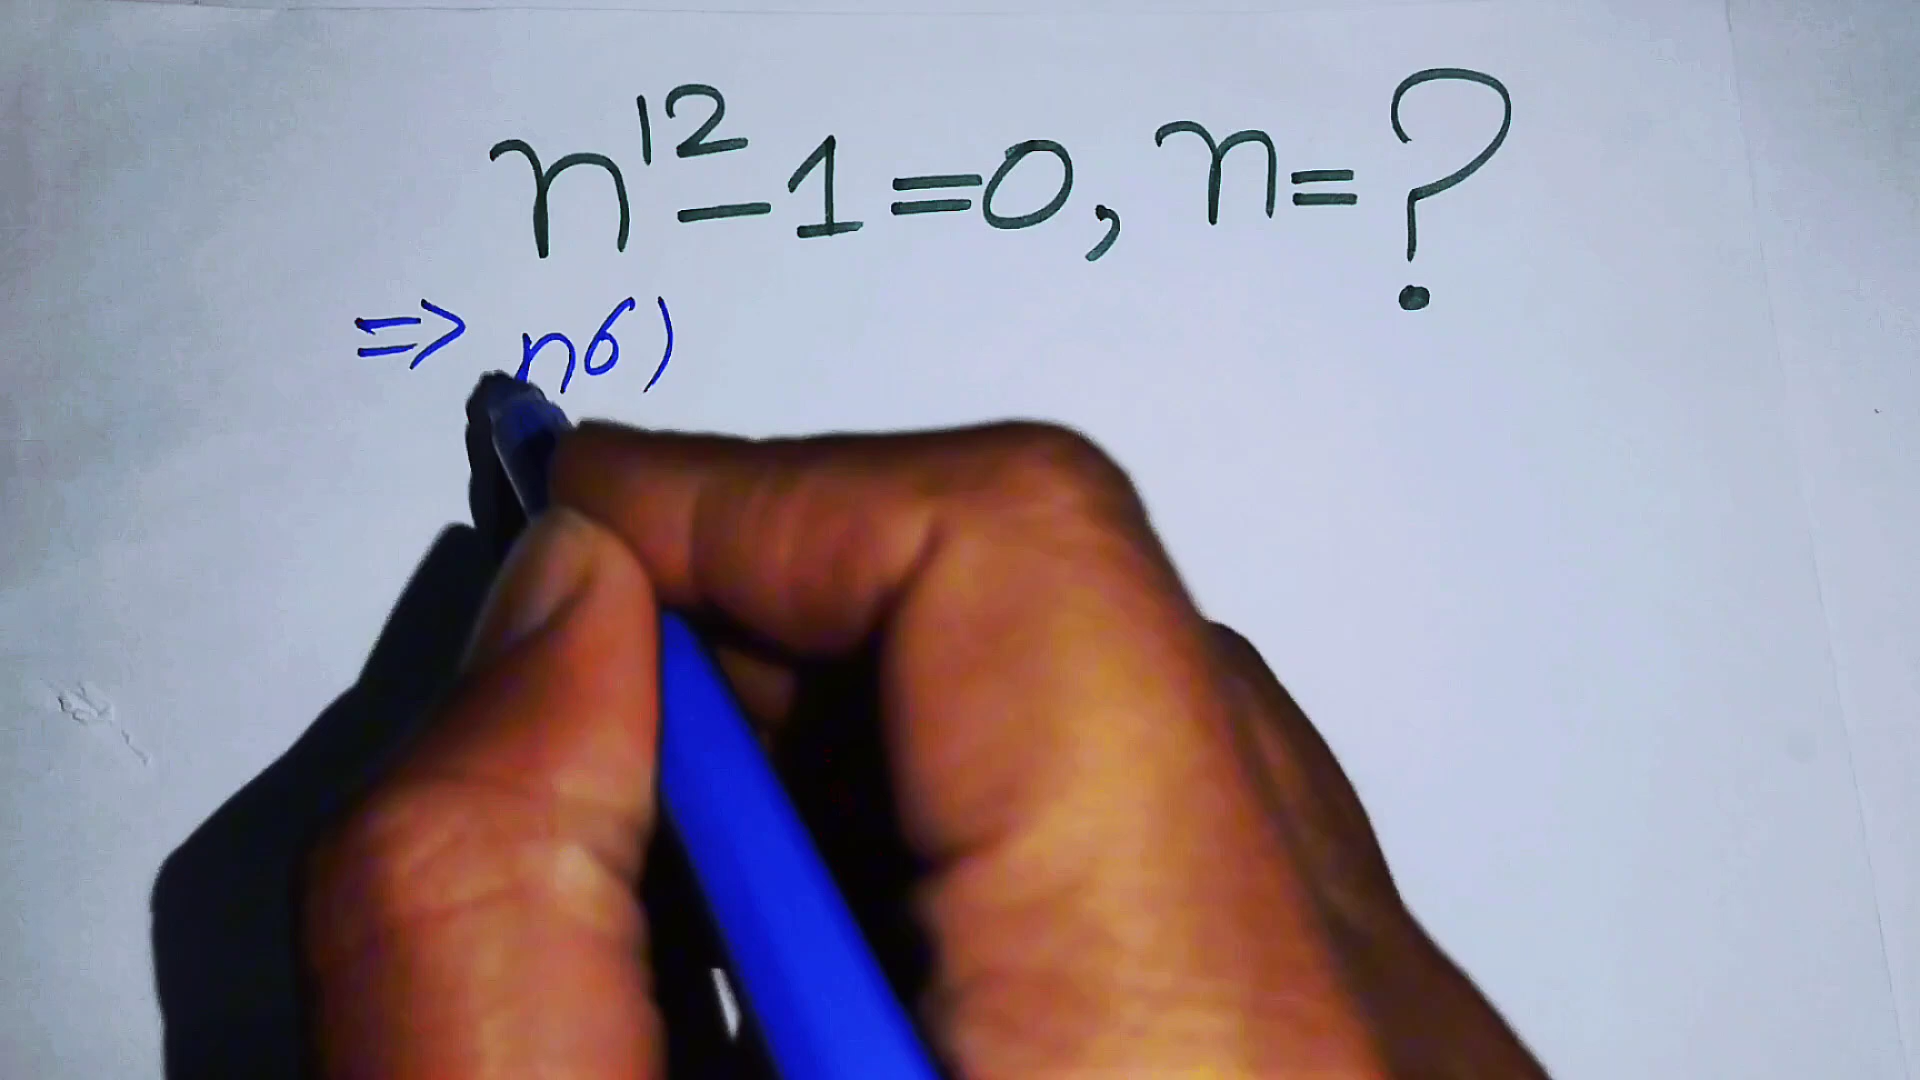 n¹²-1=0, n=?
=> n⁶)